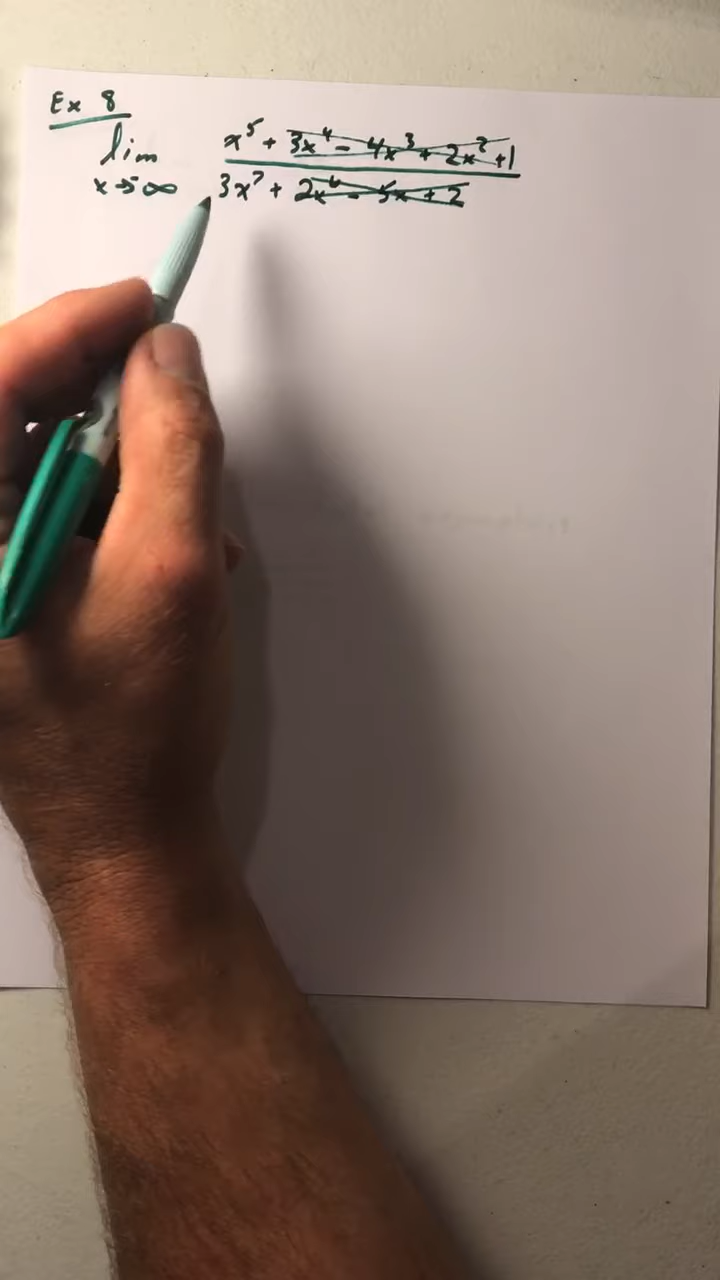 Ex 8
lim x→∞ x⁵ + 3x⁴ - 4x³ + 2x² + 1
3x⁷ + 2x⁶ - 5x + 2